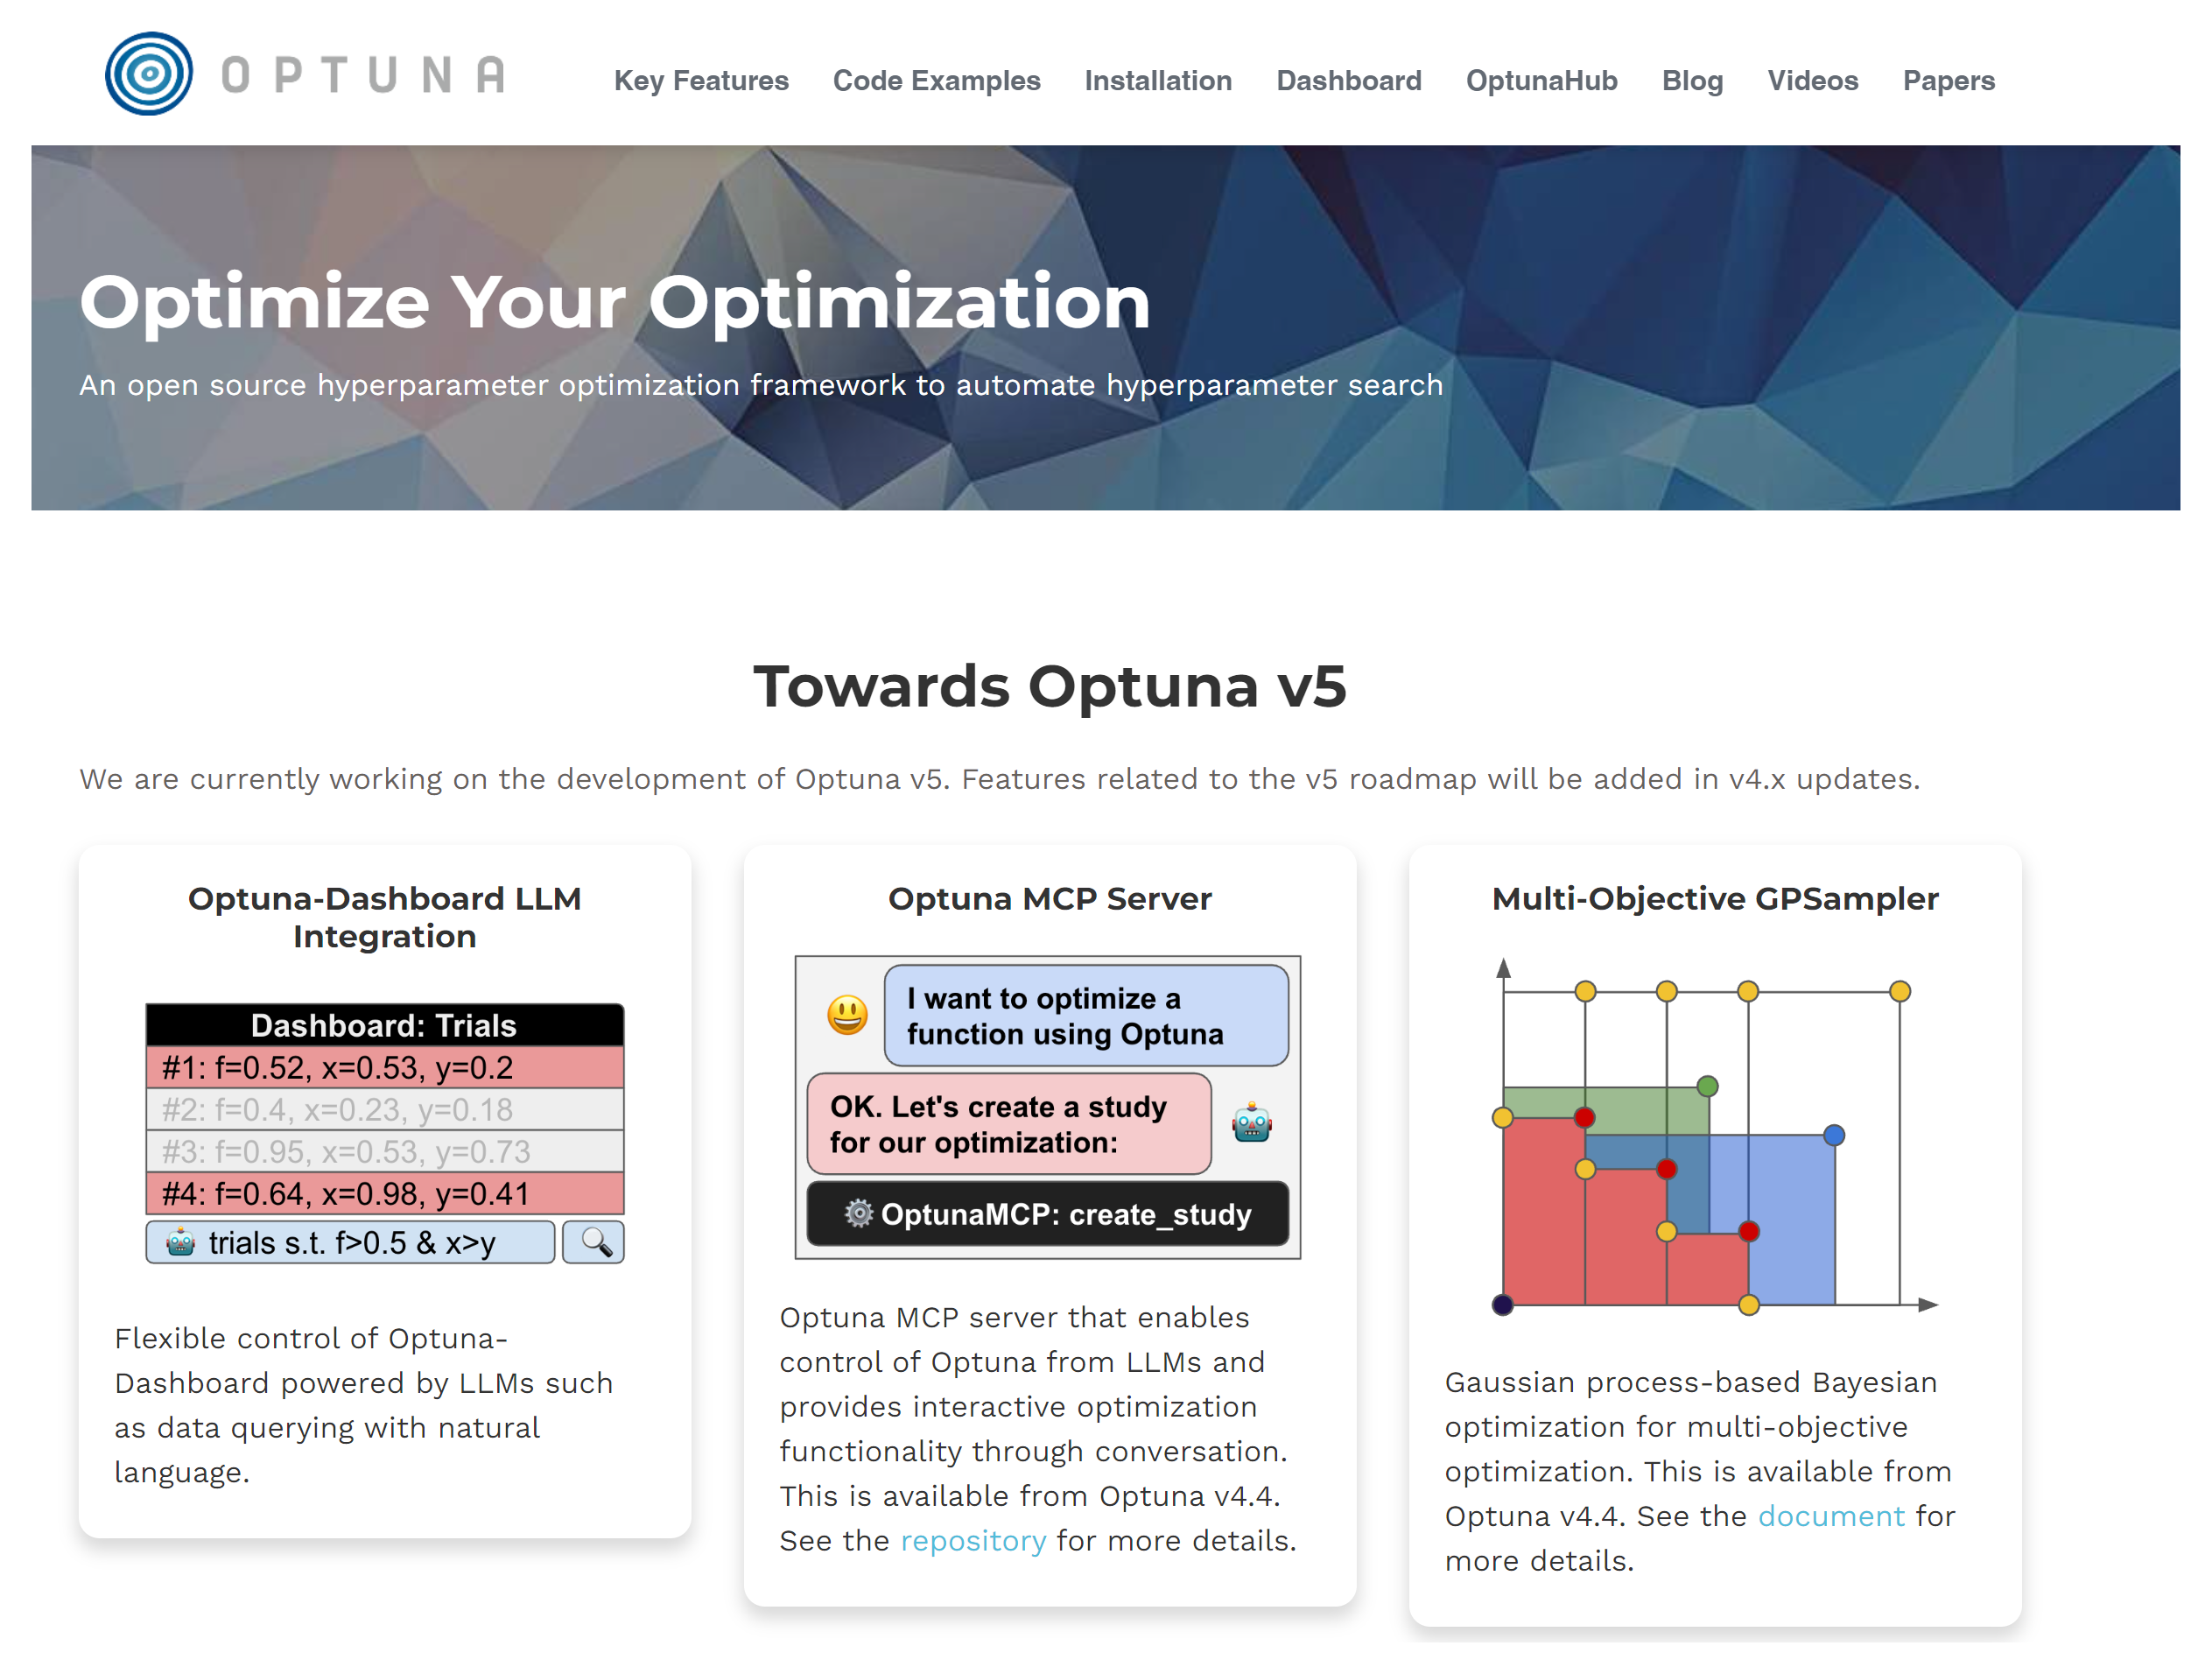 OPTUNA
Key Features Code Examples Installation Dashboard OptunaHub Blog Videos Papers
Optimize Your Optimization
An open source hyperparameter optimization framework to automate hyperparameter search
Towards Optuna v5
We are currently working on the development of Optuna v5. Features related to the v5 roadmap will be added in v4.x updates.
Optuna-Dashboard LLM
Integration
Dashboard: Trials
#1: f=0.52, x=0.53, y=0.2
#2: f=0.4, x=0.23, y=0.18
#3: f=0.95, x=0.53, y=0.73
#4: f=0.64, x=0.98, y=0.41
trials s.t. f>0.5 & x>y
Flexible control of Optuna-
Dashboard powered by LLMs such
as data querying with natural
language.
Optuna MCP Server
I want to optimize a
function using Optuna
OK. Let's create a study
for our optimization:
OptunaMCP: create_study
Optuna MCP server that enables
control of Optuna from LLMs and
provides interactive optimization
functionality through conversation.
This is available from Optuna v4.4.
See the repository for more details.
Multi-Objective GPSampler
Gaussian process-based Bayesian
optimization for multi-objective
optimization. This is available from
Optuna v4.4. See the document for
more details.